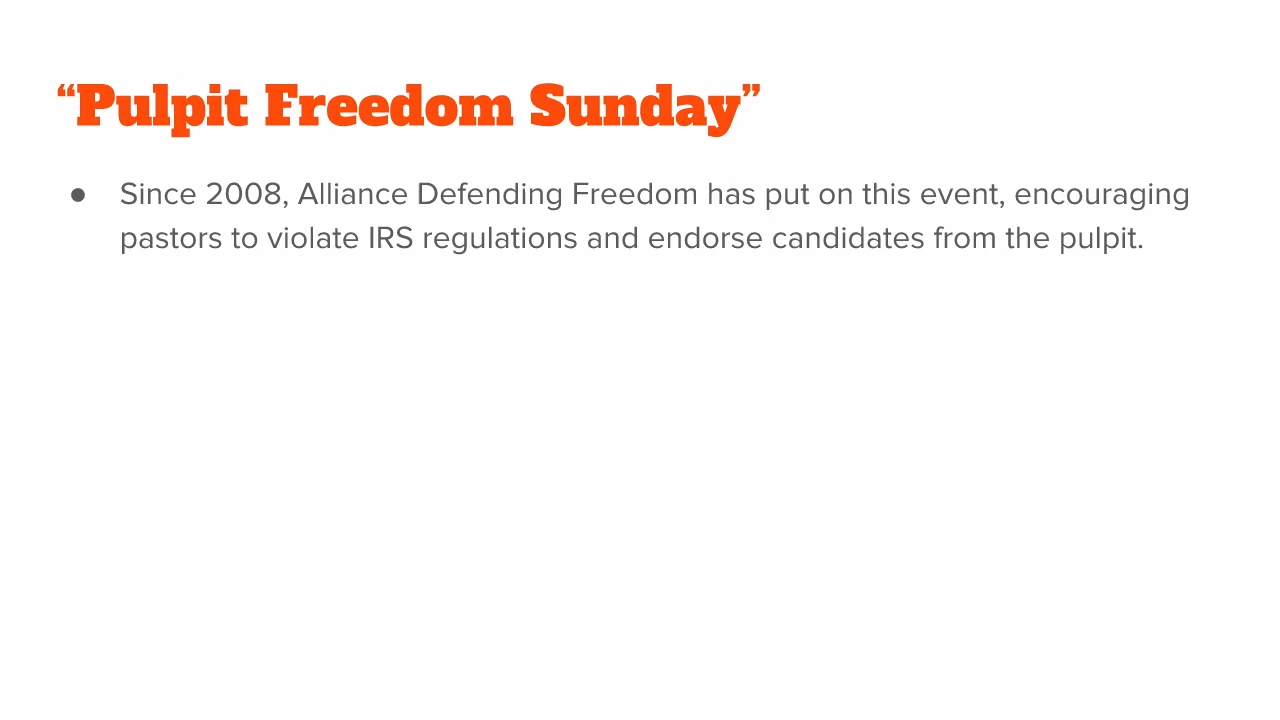 “Pulpit Freedom Sunday”
● Since 2008, Alliance Defending Freedom has put on this event, encouraging
pastors to violate IRS regulations and endorse candidates from the pulpit.